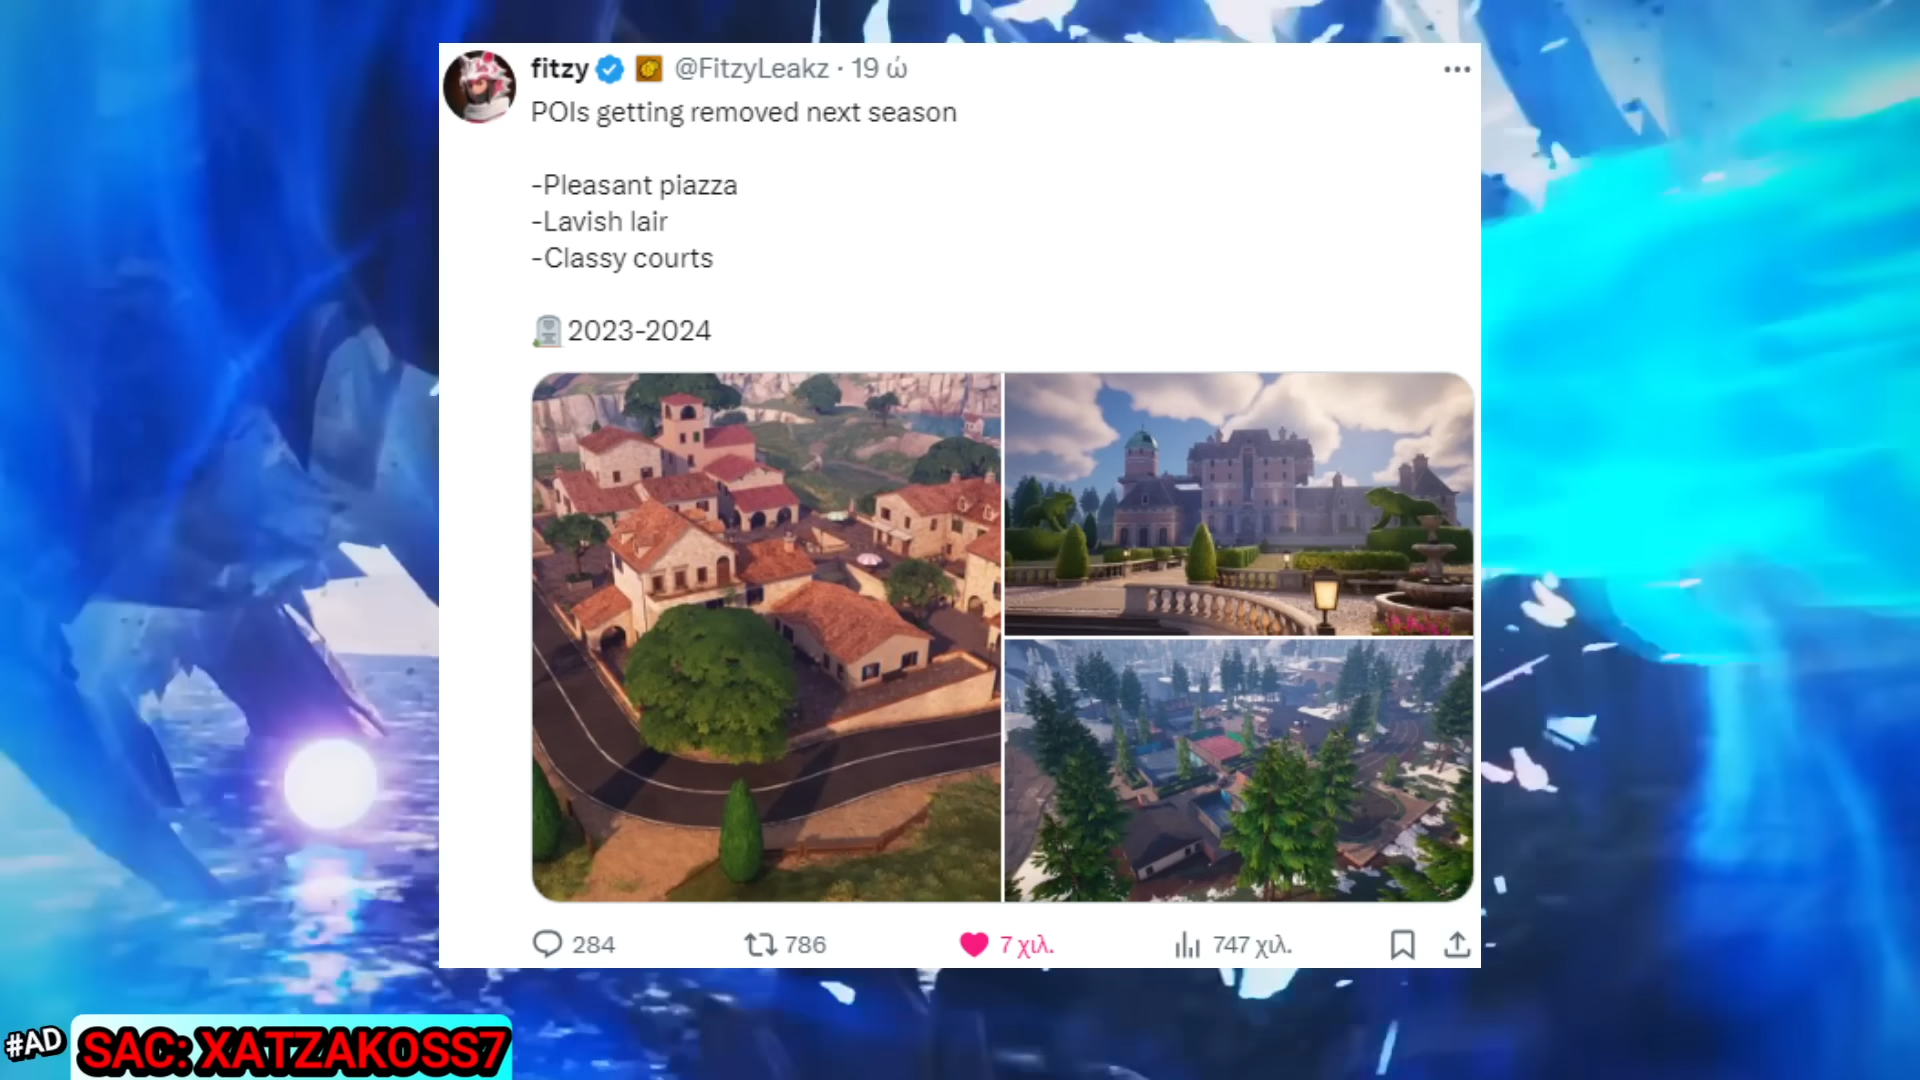 fitzy @FitzyLeakz · 19 ώ
POIs getting removed next season
-Pleasant piazza
-Lavish lair
-Classy courts
🪦2023-2024
284 786 7 χιλ. 747 χιλ.
#AD SAC: XATZAKOSS7